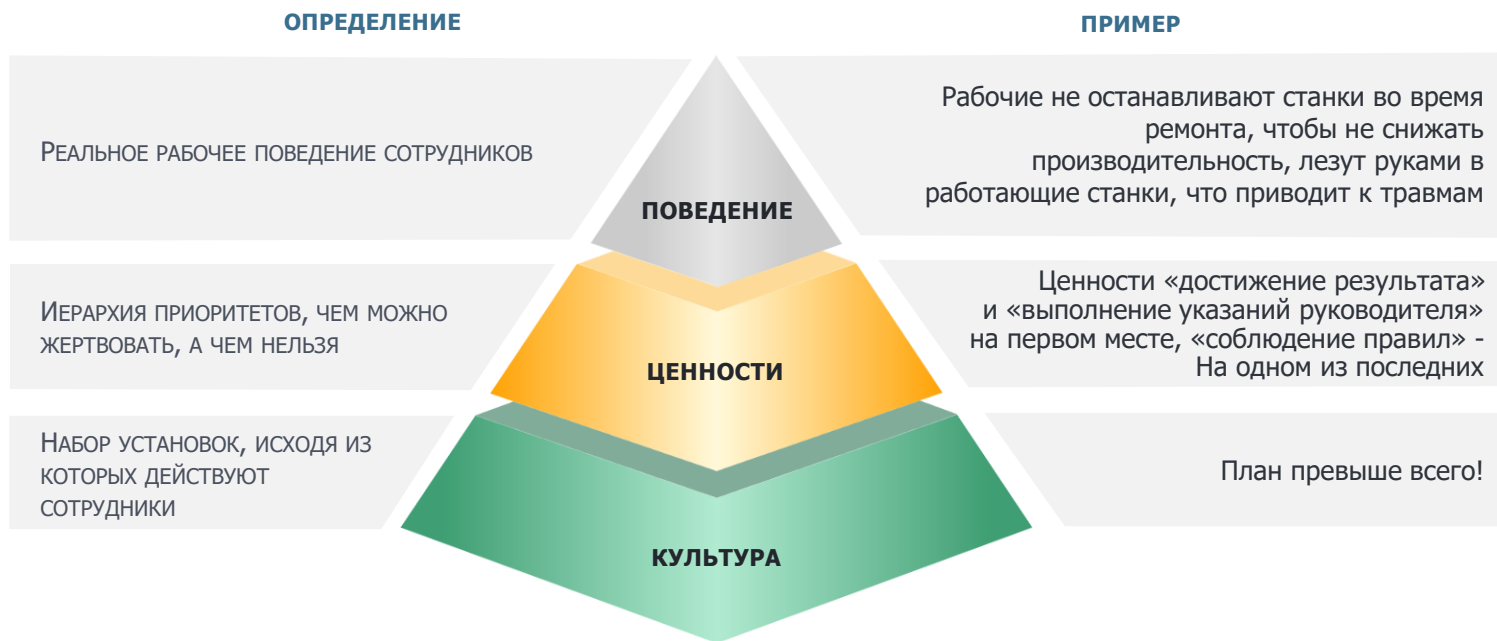 ОПРЕДЕЛЕНИЕ
ПРИМЕР
РЕАЛЬНОЕ РАБОЧЕЕ ПОВЕДЕНИЕ СОТРУДНИКОВ
ПОВЕДЕНИЕ
Рабочие не останавливают станки во время
ремонта, чтобы не снижать
производительность, лезут руками в
работающие станки, что приводит к травмам
ИЕРАРХИЯ ПРИОРИТЕТОВ, ЧЕМ МОЖНО
ЖЕРТВОВАТЬ, А ЧЕМ НЕЛЬЗЯ
ЦЕННОСТИ
Ценности «достижение результата»
и «выполнение указаний руководителя»
на первом месте, «соблюдение правил» -
На одном из последних
НАБОР УСТАНОВОК, ИСХОДЯ ИЗ
КОТОРЫХ ДЕЙСТВУЮТ
СОТРУДНИКИ
КУЛЬТУРА
План превыше всего!